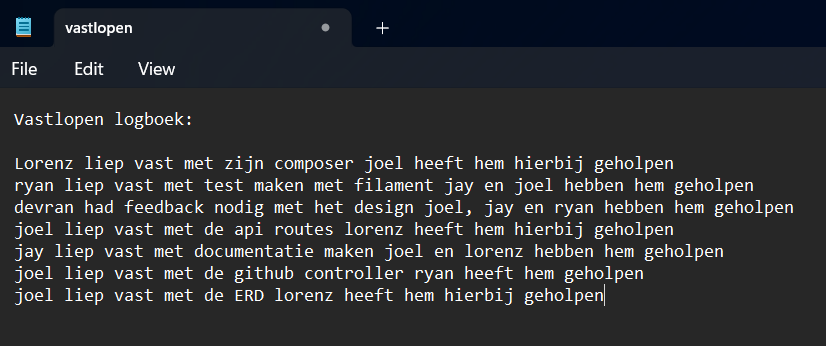 vastlopen
File Edit View
Vastlopen logboek:
Lorenz liep vast met zijn composer joel heeft hem hierbij geholpen
ryan liep vast met test maken met filament jay en joel hebben hem geholpen
devran had feedback nodig met het design joel, jay en ryan hebben hem geholpen
joel liep vast met de api routes lorenz heeft hem hierbij geholpen
jay liep vast met documentatie maken joel en lorenz hebben hem geholpen
joel liep vast met de github controller ryan heeft hem geholpen
joel liep vast met de ERD lorenz heeft hem hierbij geholpen